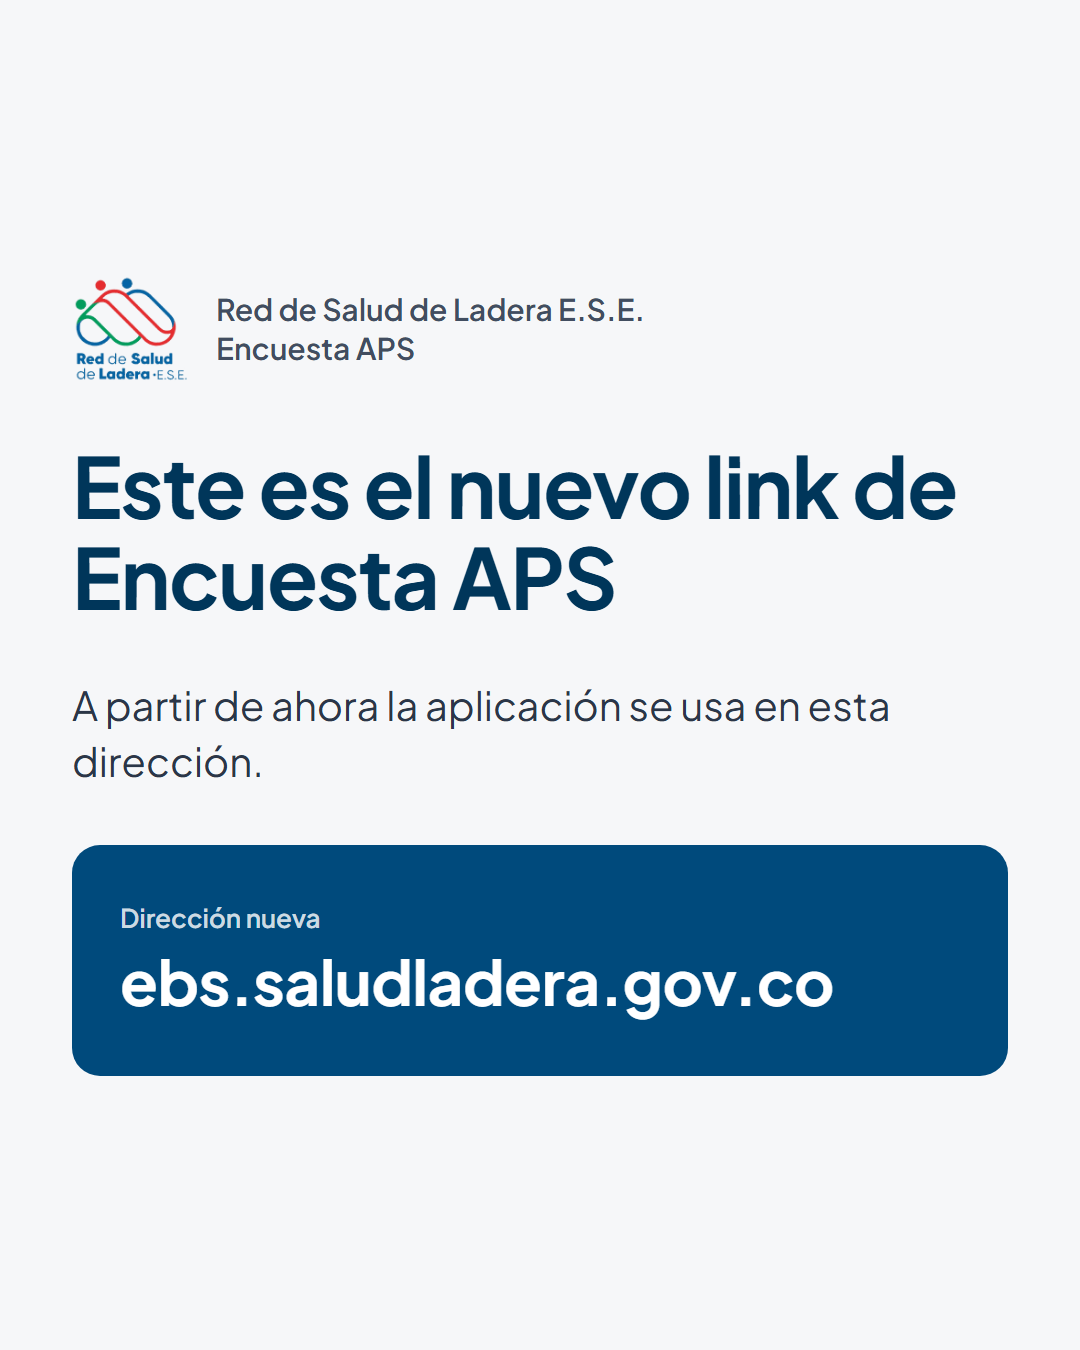 Red de Salud
de Ladera •E.S.E.
Red de Salud de Ladera E.S.E.
Encuesta APS
Este es el nuevo link de
Encuesta APS
A partir de ahora la aplicación se usa en esta
dirección.
Dirección nueva
ebs.saludladera.gov.co